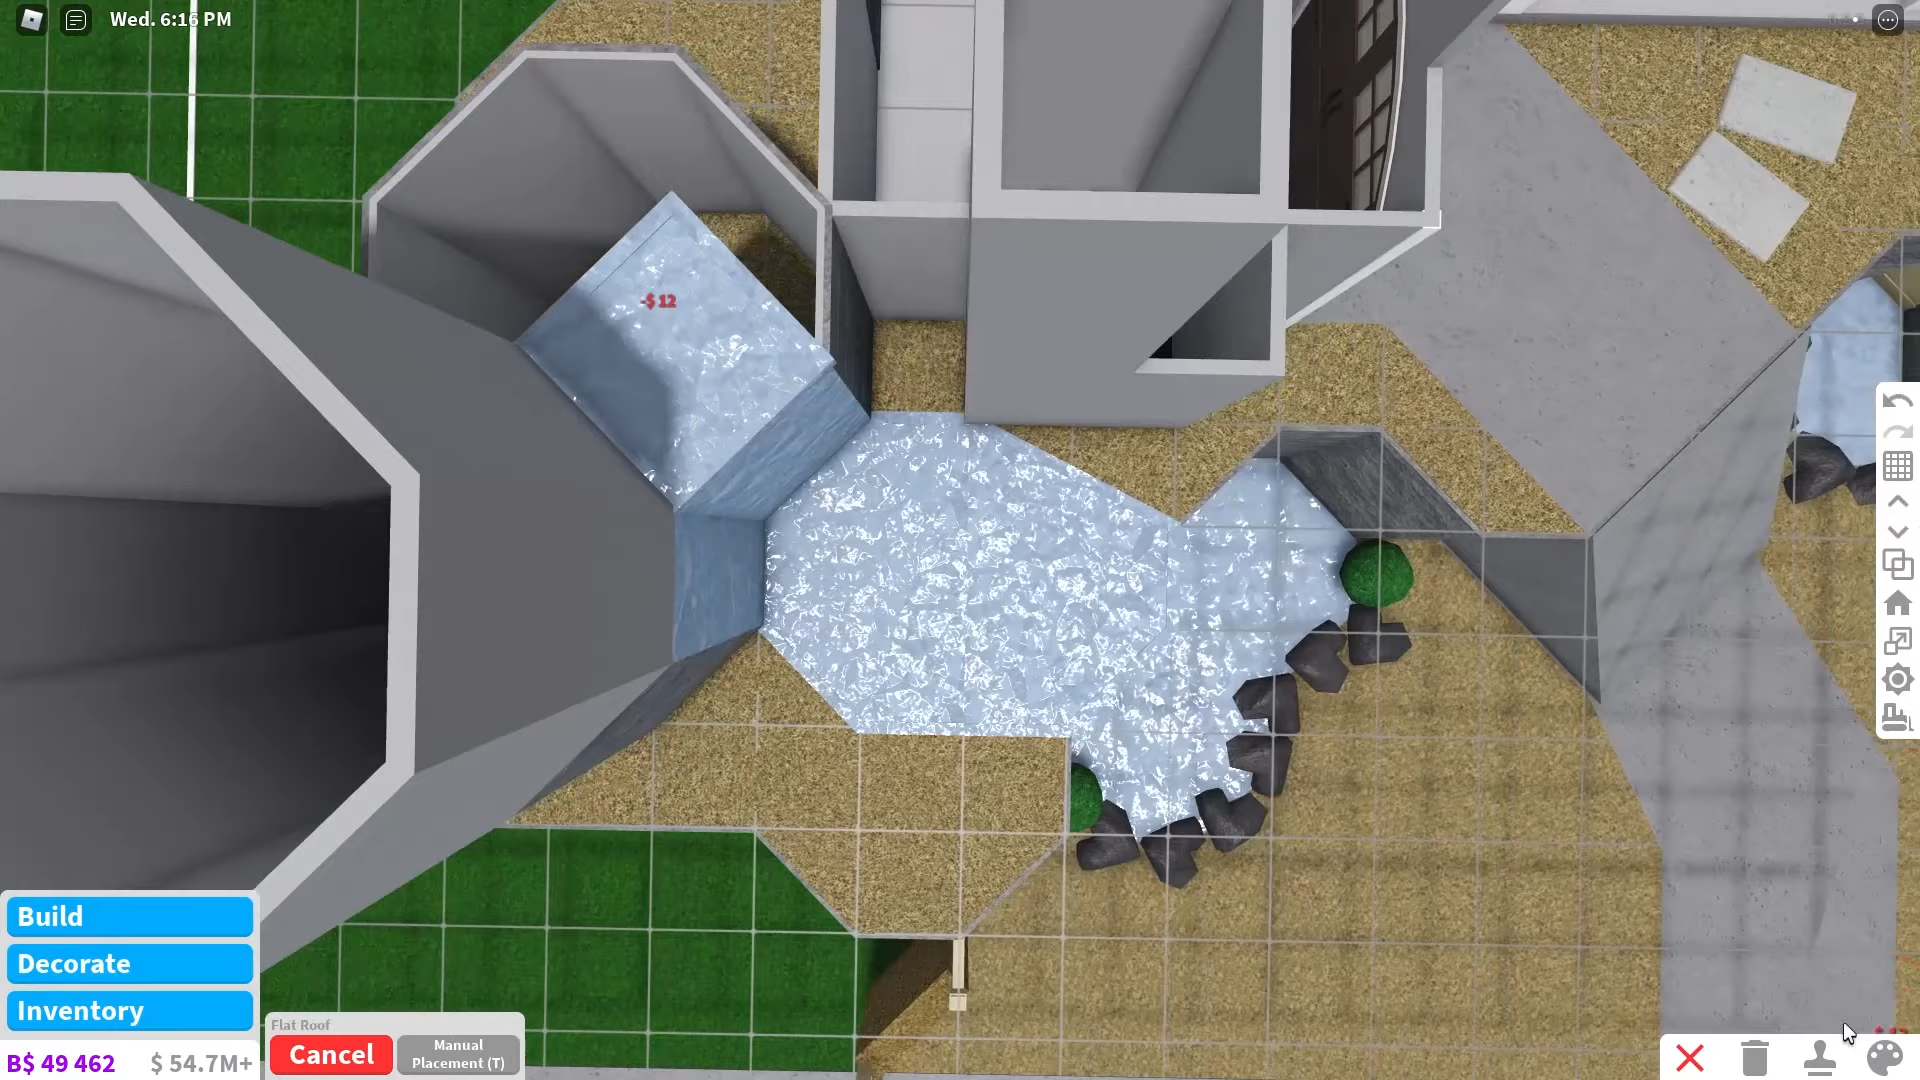 Wed. 6:16 PM
-$ 12
Build
Decorate
Inventory
Flat Roof
Cancel
Manual
Placement (T)
B$ 49 462
$ 54.7M+